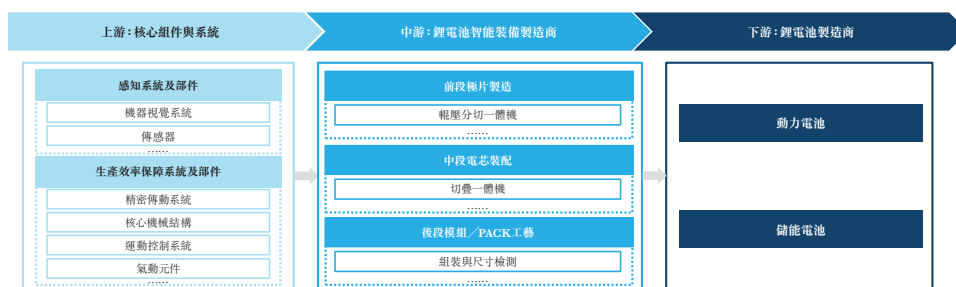 上游：核心組件與系統
中游：鋰電池智能裝備製造商
下游：鋰電池製造商
感知系統及部件
機器視覺系統
傳感器
……
生產效率保障系統及部件
精密傳動系統
核心機械結構
運動控制系統
氣動元件
……
前段極片製造
輥壓分切一體機
……
中段電芯裝配
切疊一體機
……
後段模組／PACK工藝
組裝與尺寸檢測
……
動力電池
儲能電池